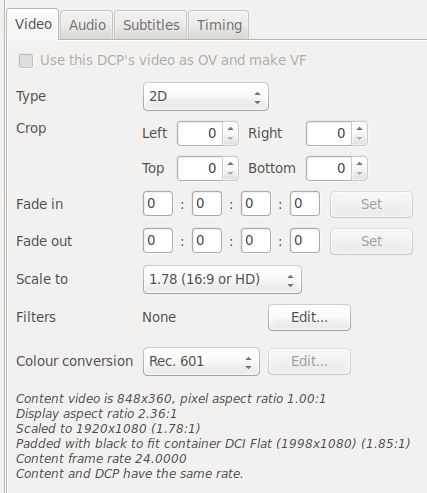 Video Audio Subtitles Timing
Use this DCP's video as OV and make VF
Type 2D
Crop Left 0 Right 0
Top 0 Bottom 0
Fade in 0 : 0 : 0 : 0 Set
Fade out 0 : 0 : 0 : 0 Set
Scale to 1.78 (16:9 or HD)
Filters None Edit...
Colour conversion Rec. 601 Edit...
Content video is 848x360, pixel aspect ratio 1.00:1
Display aspect ratio 2.36:1
Scaled to 1920x1080 (1.78:1)
Padded with black to fit container DCI Flat (1998x1080) (1.85:1)
Content frame rate 24.0000
Content and DCP have the same rate.